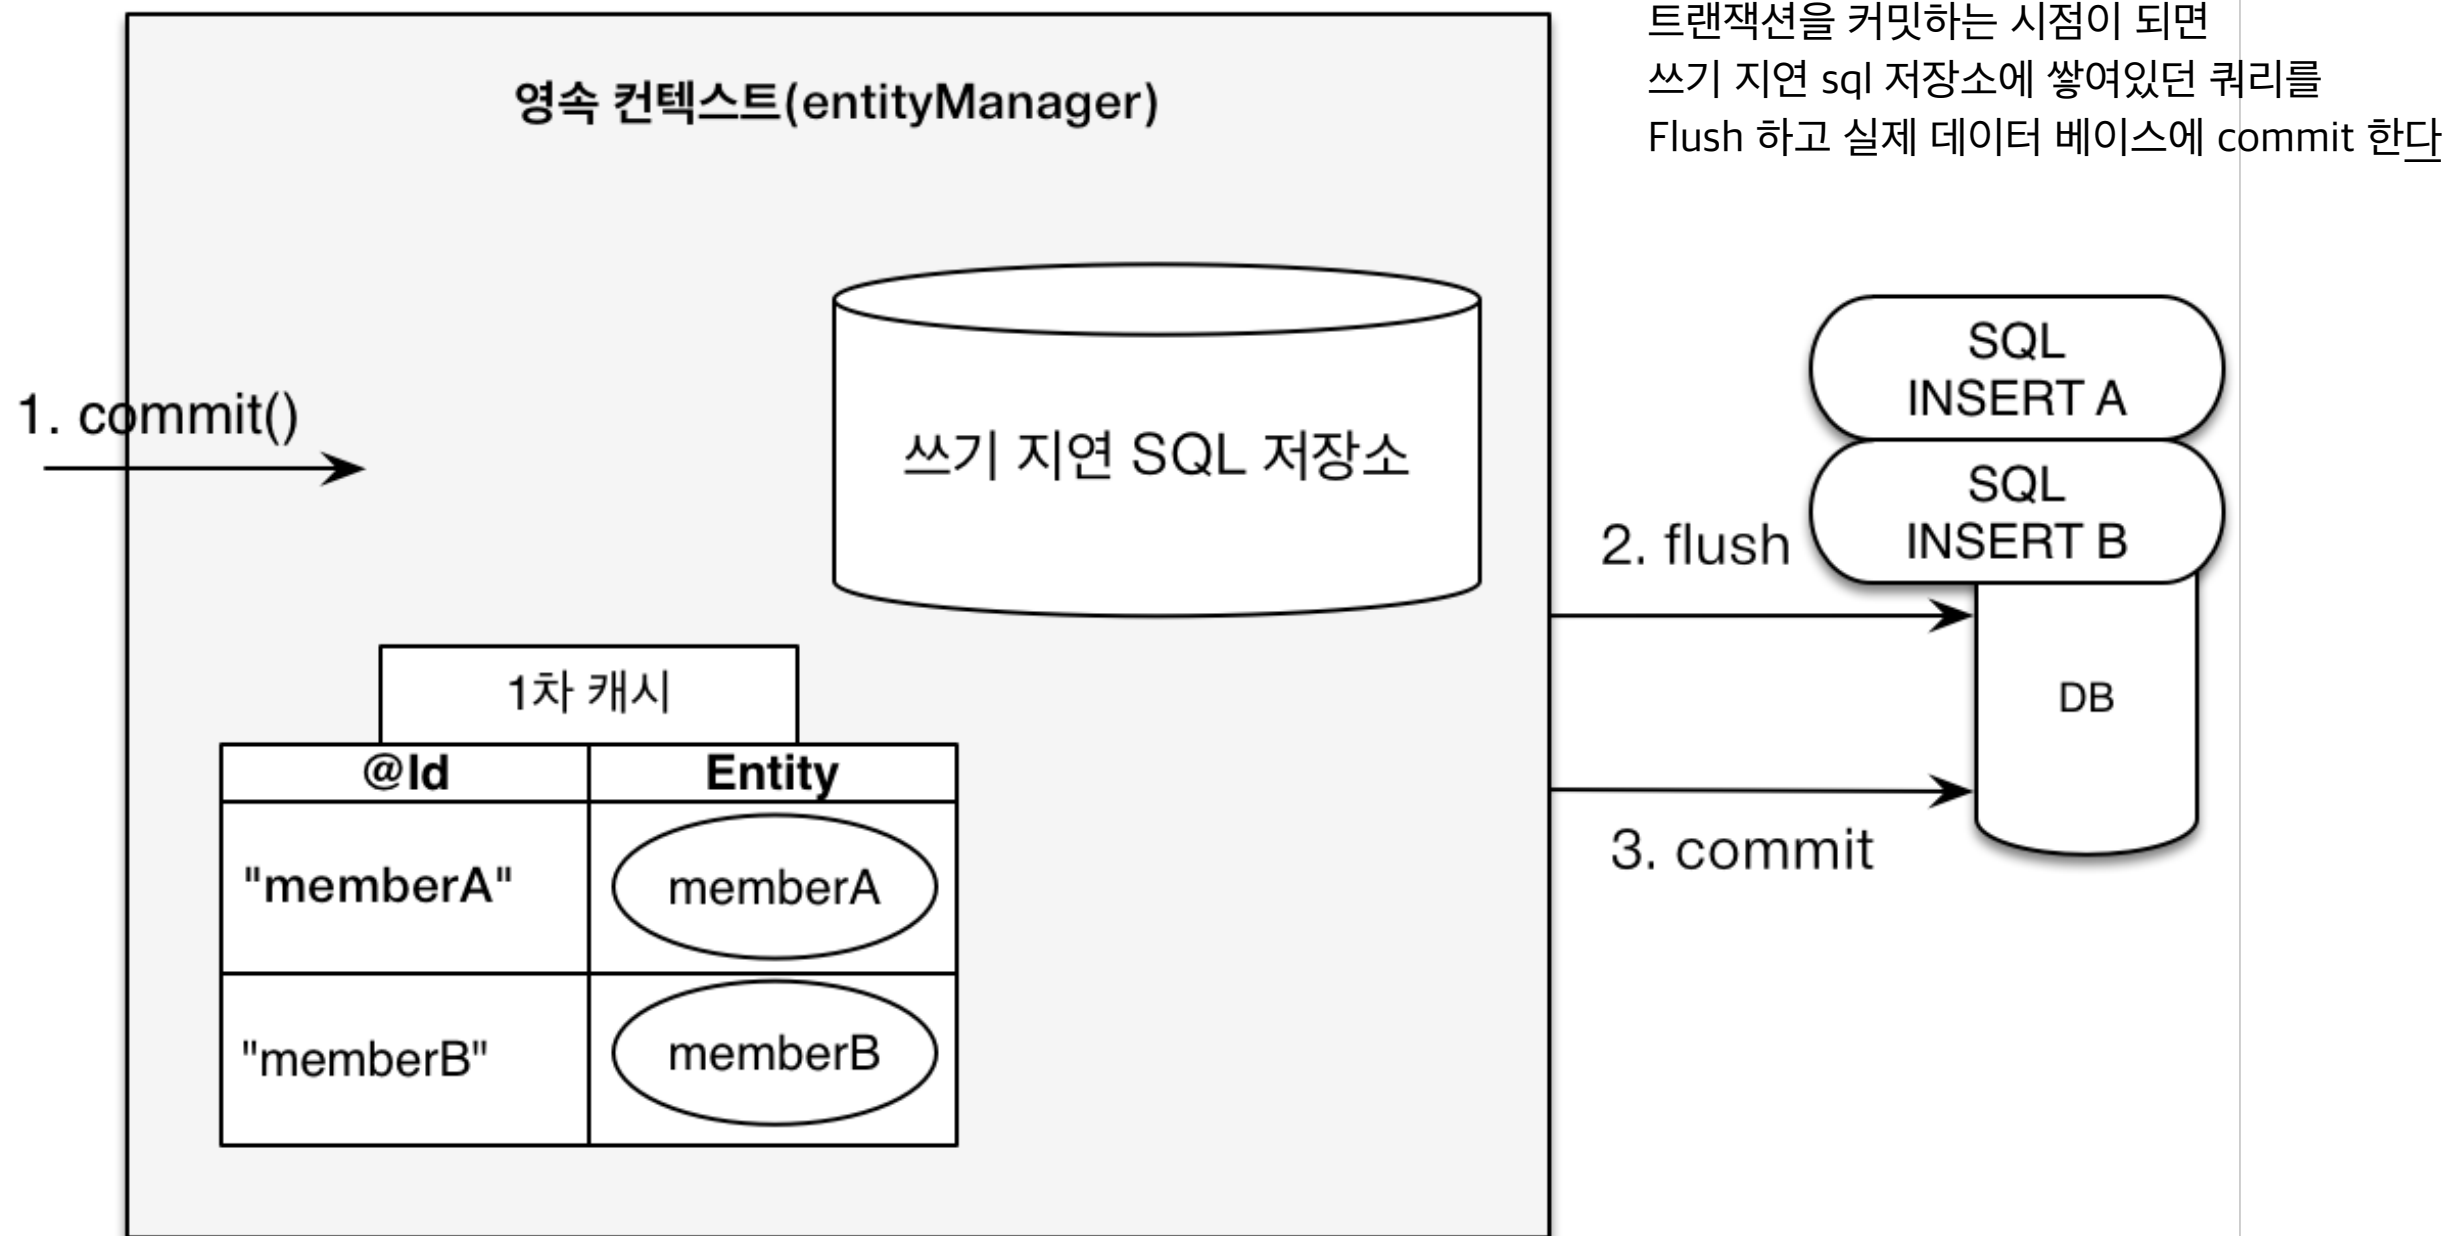 트랜잭션을 커밋하는 시점이 되면
쓰기 지연 sql 저장소에 쌓여있던 쿼리를
Flush 하고 실제 데이터 베이스에 commit 한다
영속 컨텍스트(entityManager)
1. commit()
쓰기 지연 SQL 저장소
SQL
INSERT A
SQL
INSERT B
2. flush
DB
3. commit
1차 캐시
@Id Entity
"memberA" memberA
"memberB" memberB